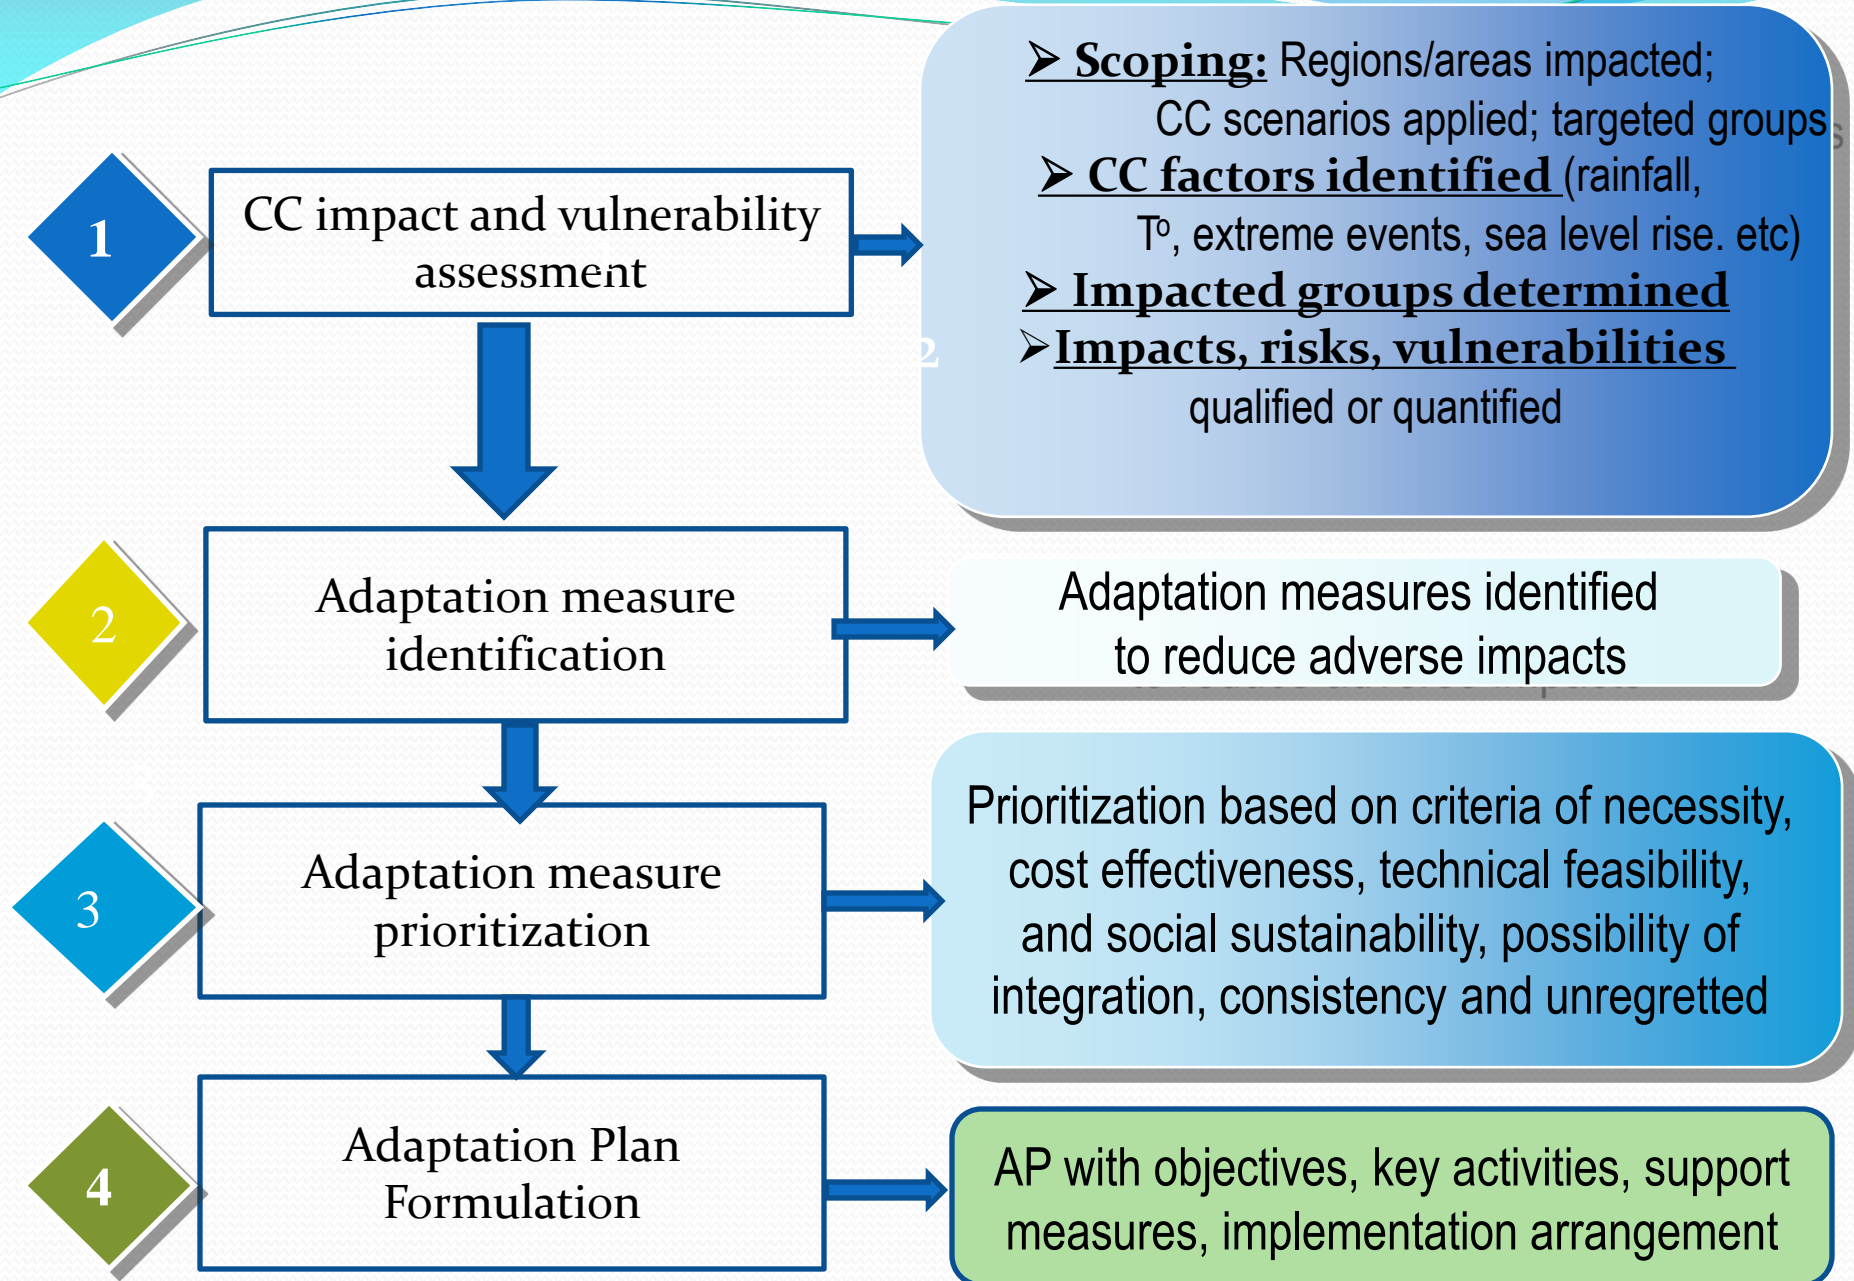 1
CC impact and vulnerability
assessment
➢ Scoping: Regions/areas impacted;
CC scenarios applied; targeted groups
➢ CC factors identified (rainfall,
Tº, extreme events, sea level rise. etc)
➢ Impacted groups determined
➢Impacts, risks, vulnerabilities
qualified or quantified
2
2
Adaptation measure
identification
Adaptation measures identified
to reduce adverse impacts
3
Adaptation measure
prioritization
Prioritization based on criteria of necessity,
cost effectiveness, technical feasibility,
and social sustainability, possibility of
integration, consistency and unregretted
4
Adaptation Plan
Formulation
AP with objectives, key activities, support
measures, implementation arrangement